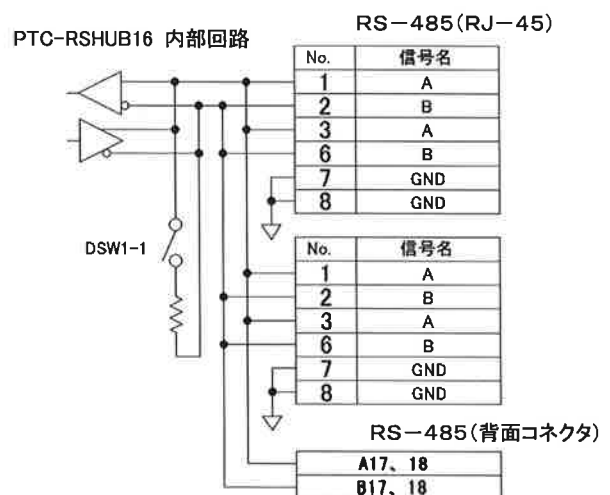 RS-485(RJ-45)
PTC-RSHUB16 内部回路
No. 信号名
1 A
2 B
3 A
6 B
7 GND
8 GND
DSW1-1
No. 信号名
1 A
2 B
3 A
6 B
7 GND
8 GND
RS-485(背面コネクタ)
A17、18
B17、18